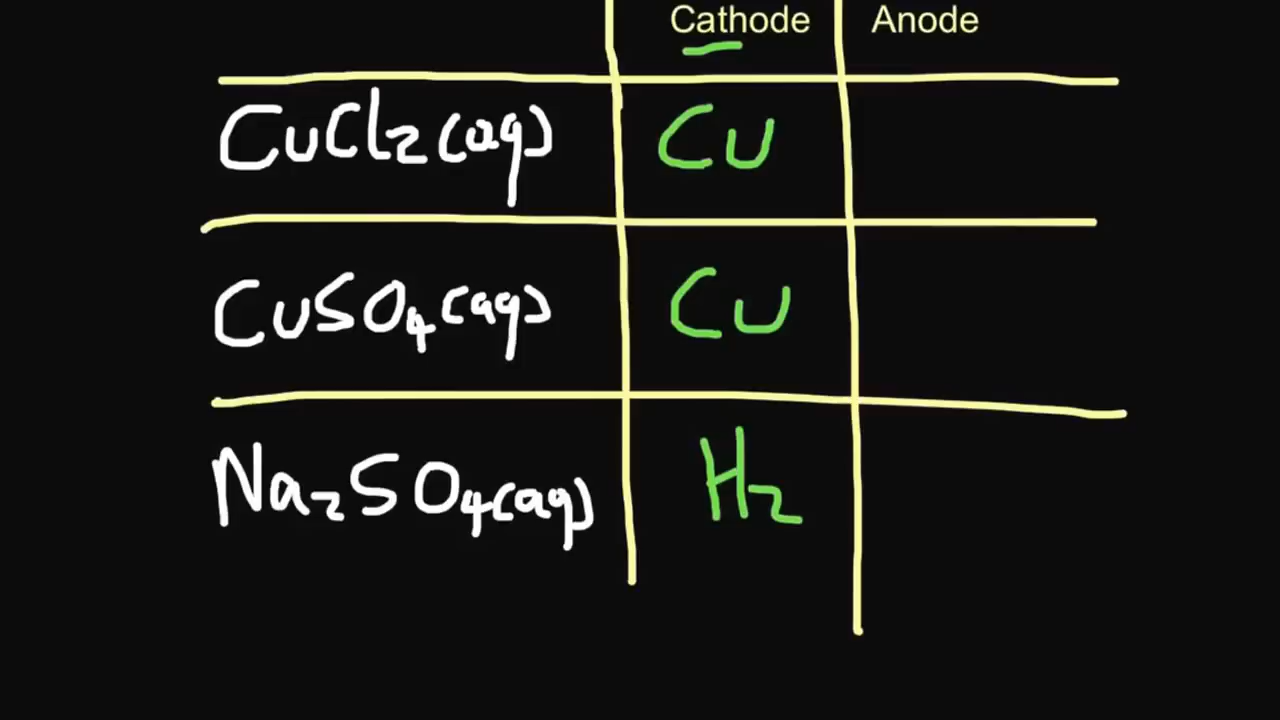 Cathode Anode
CuCl2(aq) Cu
CuSO4(aq) Cu
Na2SO4(aq) H2